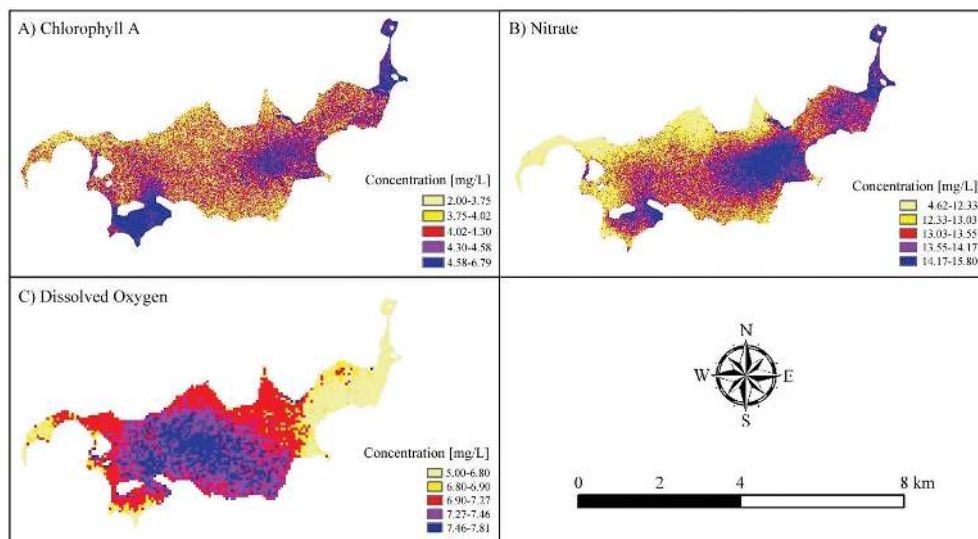 A) Chlorophyll A
Concentration [mg/L]
2.00-3.75
3.75-4.02
4.02-4.30
4.30-4.58
4.58-6.79
B) Nitrate
Concentration [mg/L]
4.62-12.33
12.33-13.03
13.03-13.55
13.55-14.17
14.17-15.80
C) Dissolved Oxygen
Concentration [mg/L]
5.00-6.80
6.80-6.90
6.90-7.27
7.27-7.46
7.46-7.81
N
W E
S
0 2 4 8 km